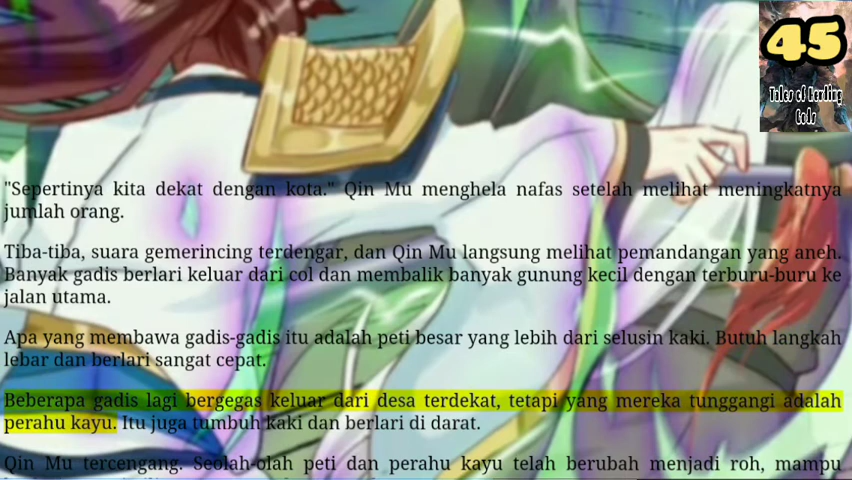 45
Tales of Herding
Gods
"Sepertinya kita dekat dengan kota." Qin Mu menghela nafas setelah melihat meningkatnya
jumlah orang.
Tiba-tiba, suara gemerincing terdengar, dan Qin Mu langsung melihat pemandangan yang aneh.
Banyak gadis berlari keluar dari col dan membalik banyak gunung kecil dengan terburu-buru ke
jalan utama.
Apa yang membawa gadis-gadis itu adalah peti besar yang lebih dari selusin kaki. Butuh langkah
lebar dan berlari sangat cepat.
Beberapa gadis lagi bergegas keluar dari desa terdekat, tetapi yang mereka tunggangi adalah
perahu kayu. Itu juga tumbuh kaki dan berlari di darat.
Qin Mu tercengang. Seolah-olah peti dan perahu kayu telah berubah menjadi roh, mampu